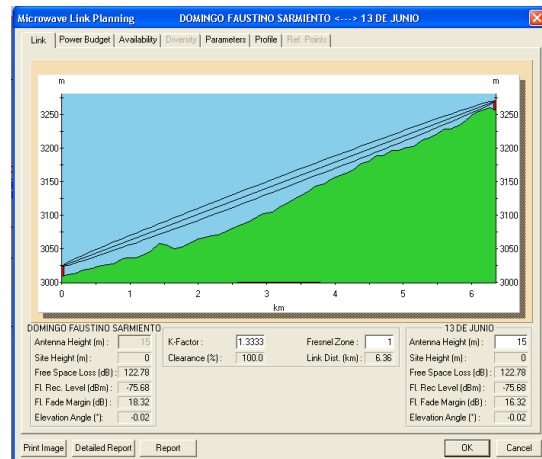 Microwave Link Planning DOMINGO FAUSTINO SARMIENTO <---> 13 DE JUNIO
Link Power Budget Availability Diversity Parameters Profile Ref. Points
m m
3250 3250
3200 3200
3150 3150
3100 3100
3050 3050
3000 3000
0 1 2 3 4 5 6
km
DOMINGO FAUSTINO SARMIENTO
Antenna Height (m) : 15
Site Height (m) : 0
Free Space Loss (dB) : 122.78
Fl. Rec. Level (dBm) : -75.68
Fl. Fade Margin (dB) : 18.32
Elevation Angle (°): -0.02
K-Factor : 1.3333 Fresnel Zone : 1
Clearance (%) : 100.0 Link Dist. (km) : 6.36
13 DE JUNIO
Antenna Height (m) : 15
Site Height (m) : 0
Free Space Loss (dB) : 122.78
Fl. Rec. Level (dBm) : -75.68
Fl. Fade Margin (dB) : 16.32
Elevation Angle (°): -0.02
Print Image Detailed Report Report OK Cancel